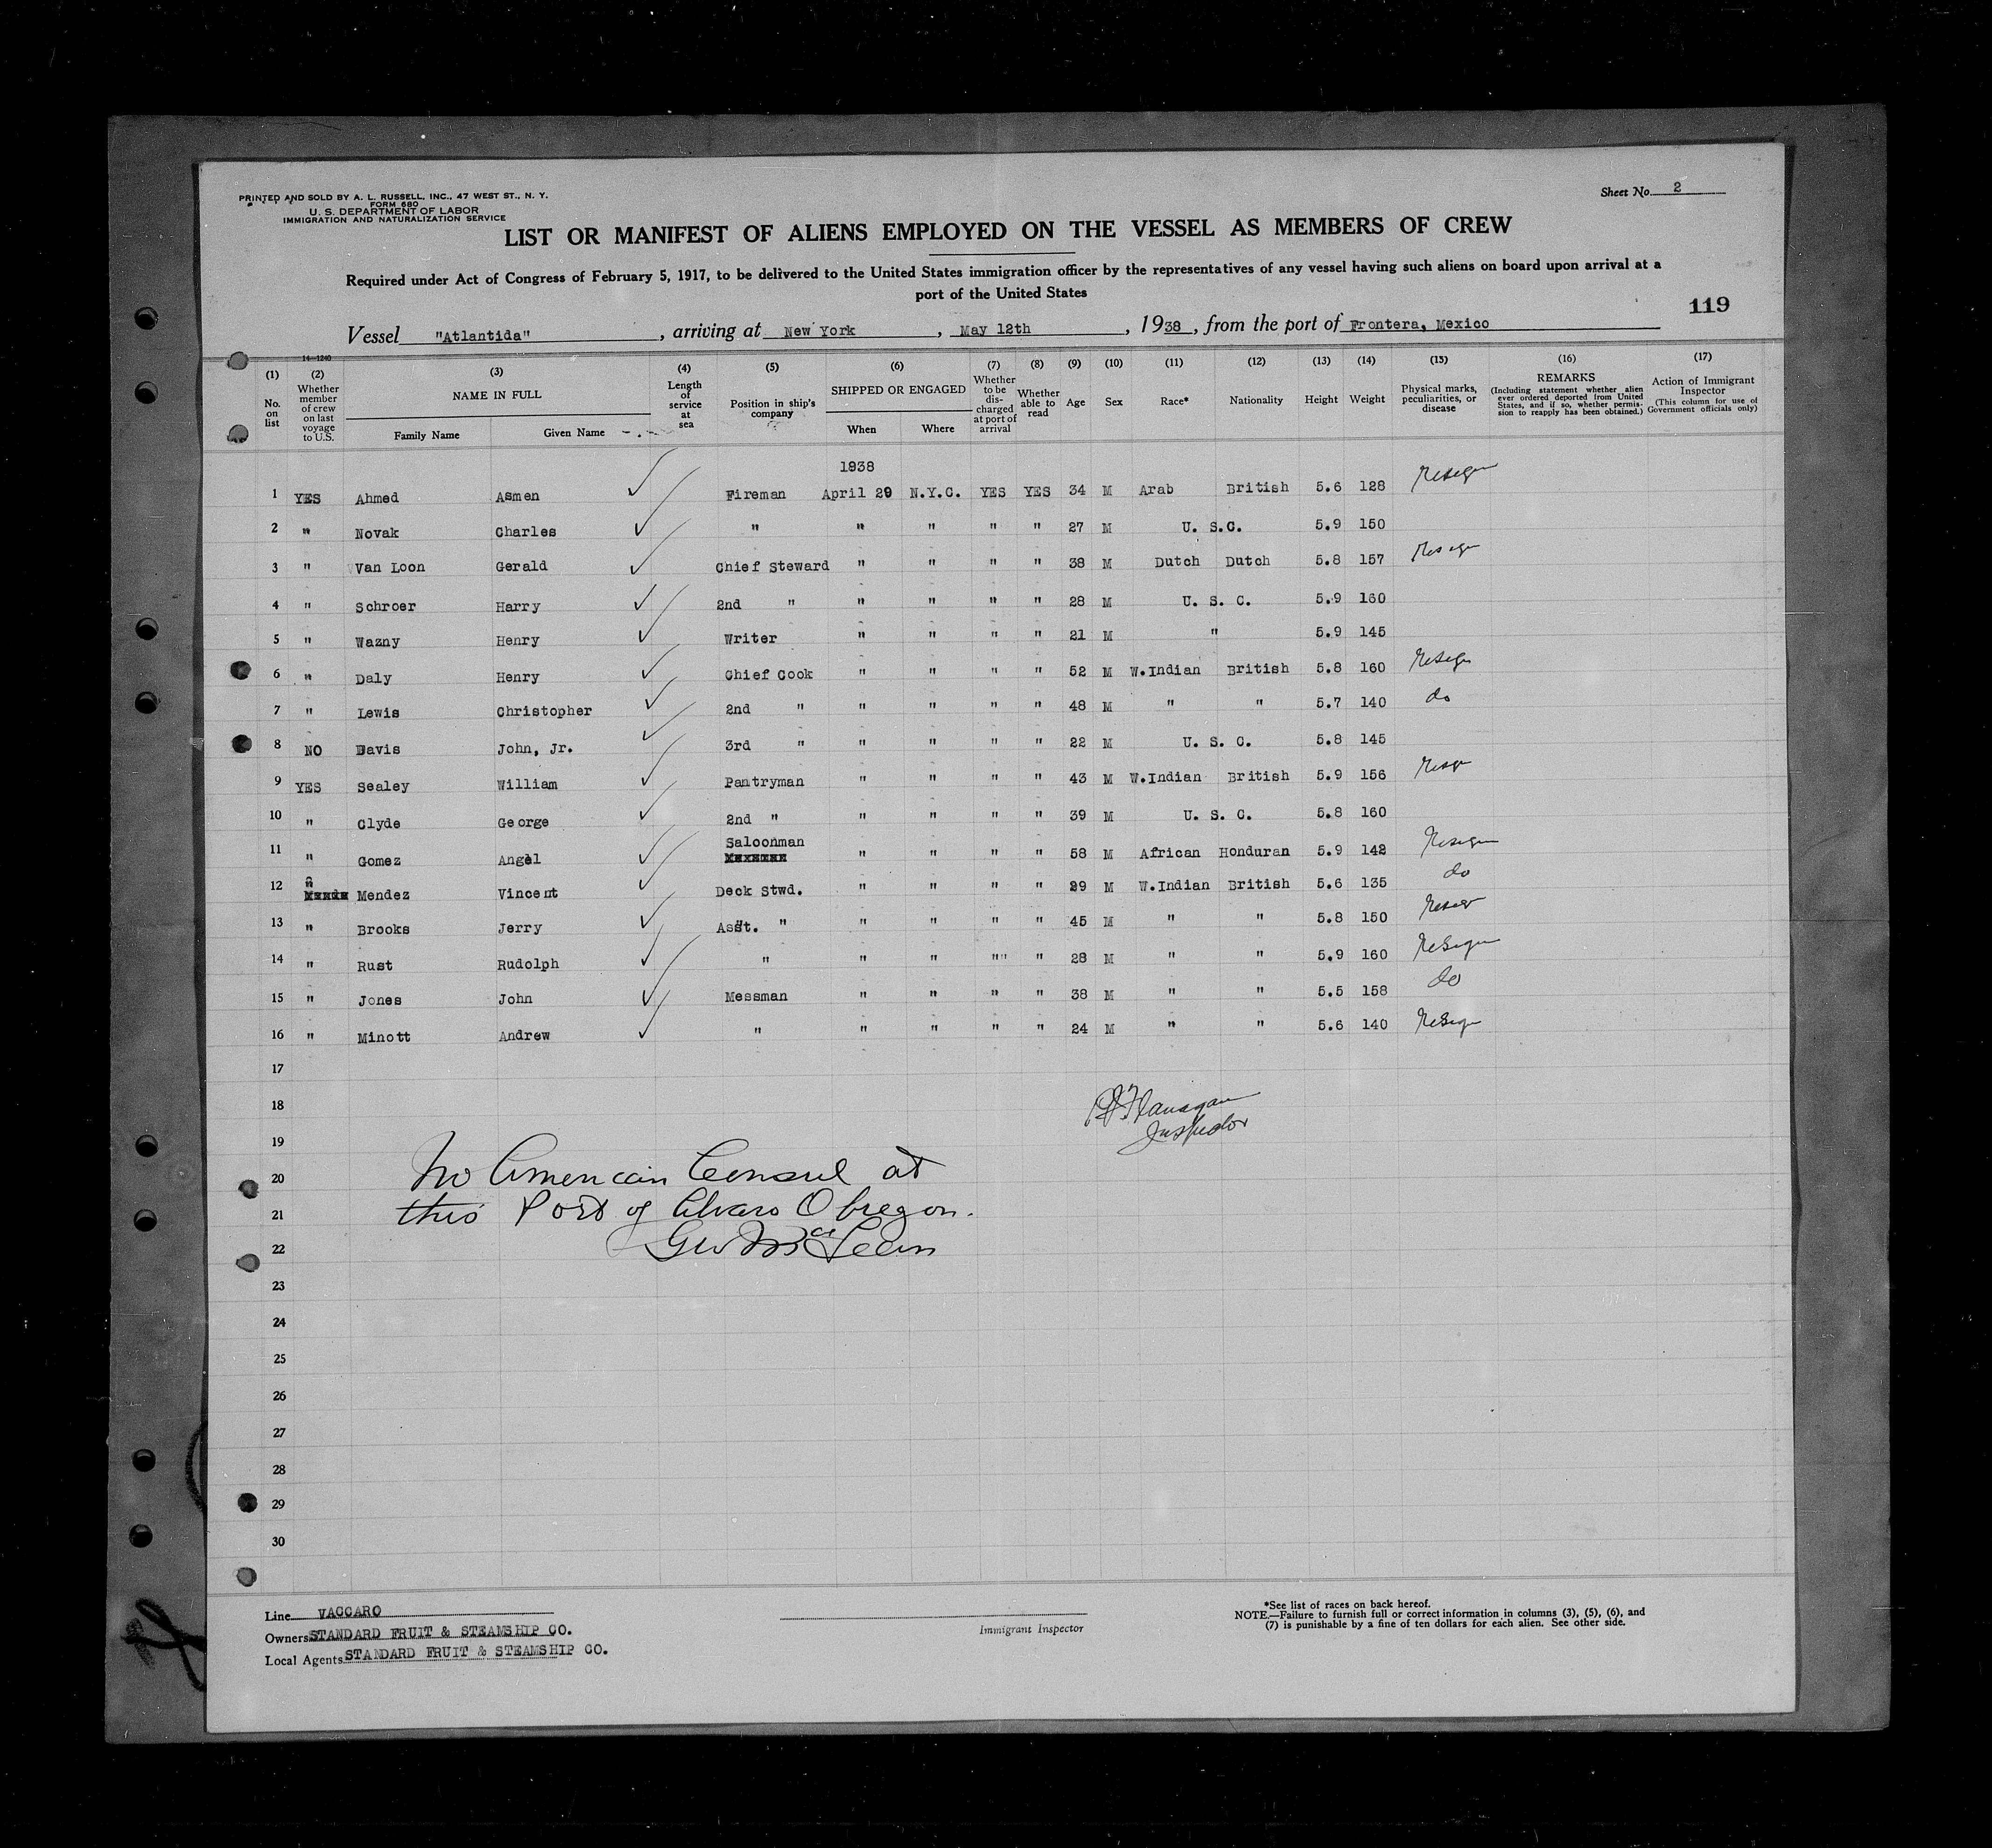 PRINTED AND SOLD BY A. L. RUSSELL, INC., 47 WEST ST., N. Y.
FORM 680
U. S. DEPARTMENT OF LABOR
IMMIGRATION AND NATURALIZATION SERVICE
Sheet No. 2
LIST OR MANIFEST OF ALIENS EMPLOYED ON THE VESSEL AS MEMBERS OF CREW
Required under Act of Congress of February 5, 1917, to be delivered to the United States immigration officer by the representatives of any vessel having such aliens on board upon arrival at a
port of the United States
119
Vessel "Atlantida", arriving at New York, May 12th, 1938, from the port of Frontera, Mexico
14—1240
(1) No. on list
(2) Whether member of crew on last voyage to U.S.
(3) NAME IN FULL
Family Name Given Name
(4) Length of service at sea
(5) Position in ship's company
(6) SHIPPED OR ENGAGED
When Where
(7) Whether to be discharged at port of arrival
(8) Whether able to read
(9) Age
(10) Sex
(11) Race*
(12) Nationality
(13) Height
(14) Weight
(15) Physical marks, peculiarities, or disease
(16) REMARKS (Including statement whether alien ever ordered deported from United States, and if so, whether permission to reapply has been obtained.)
(17) Action of Immigrant Inspector (This column for use of Government officials only)
1938
1 YES Ahmed Asmen Fireman April 29 N.Y.C. YES YES 34 M Arab British 5.6 128
2 " Novak Charles " " " " " 27 M U. S.C. 5.9 150
3 " Van Loon Gerald Chief Steward " " " " 38 M Dutch Dutch 5.8 157
4 " Schroer Harry 2nd " " " " " 28 M U. S. C. 5.9 160
5 " Wazny Henry Writer " " " " 21 M " 5.9 145
6 " Daly Henry Chief Cook " " " " 52 M W.Indian British 5.8 160
7 " Lewis Christopher 2nd " " " " " 48 M " " 5.7 140 do
8 NO Davis John, Jr. 3rd " " " " " 22 M U. S. C. 5.8 145
9 YES Sealey William Pantryman " " " " 43 M W.Indian British 5.9 156
10 " Clyde George 2nd " " " " " 39 M U. S. C. 5.8 160
11 " Gomez Angel Saloonman " " " " 58 M African Honduran 5.9 142
12 " Mendez Vincent Deck Stwd. " " " " 29 M W.Indian British 5.6 135 do
13 " Brooks Jerry Asst. " " " " " 45 M " " 5.8 150
14 " Rust Rudolph " " " "" " 28 M " " 5.9 160
15 " Jones John Messman " " " " 38 M " " 5.5 158 do
16 " Minott Andrew " " " " " 24 M " " 5.6 140
17
18 Flanagan
Inspector
19
20 No American Consul at
21 this Port of Alvaro Obregon.
22 Geo MacLean
23
24
25
26
27
28
29
30
Line VACCARO
Owners STANDARD FRUIT & STEAMSHIP CO.
Local Agents STANDARD FRUIT & STEAMSHIP CO.
Immigrant Inspector
*See list of races on back hereof.
NOTE.—Failure to furnish full or correct information in columns (3), (5), (6), and
(7) is punishable by a fine of ten dollars for each alien. See other side.